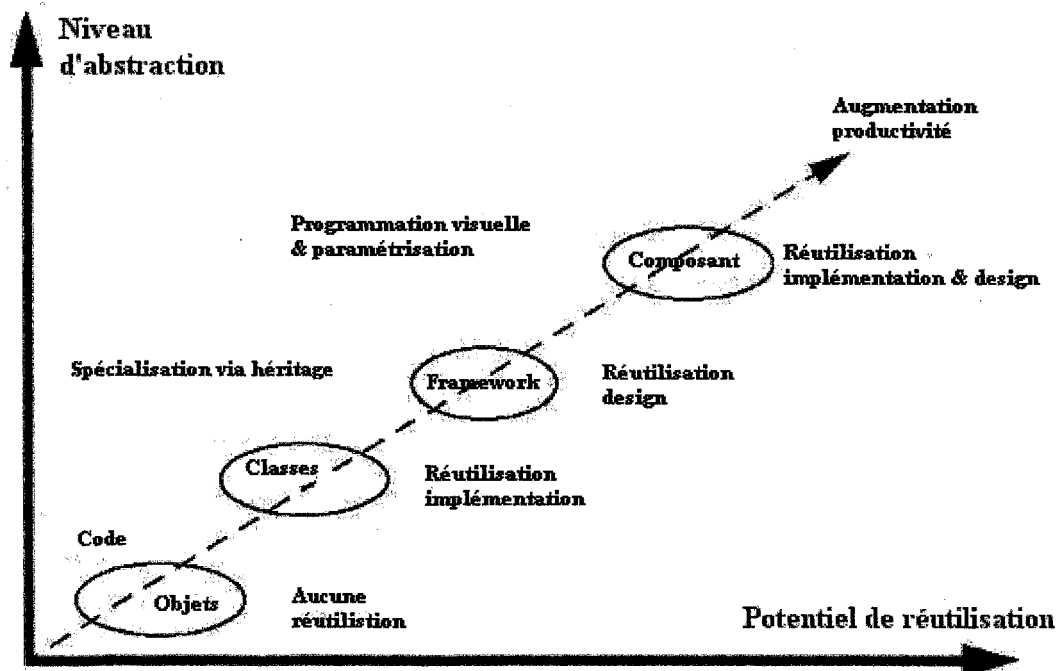 Niveau
d'abstraction
Augmentation
productivité
Programmation visuelle
& paramétrisation
Composant
Réutilisation
implémentation & design
Spécialisation via héritage
Framework
Réutilisation
design
Classes
Réutilisation
implémentation
Code
Objets
Aucune
réutilistion
Potentiel de réutilisation